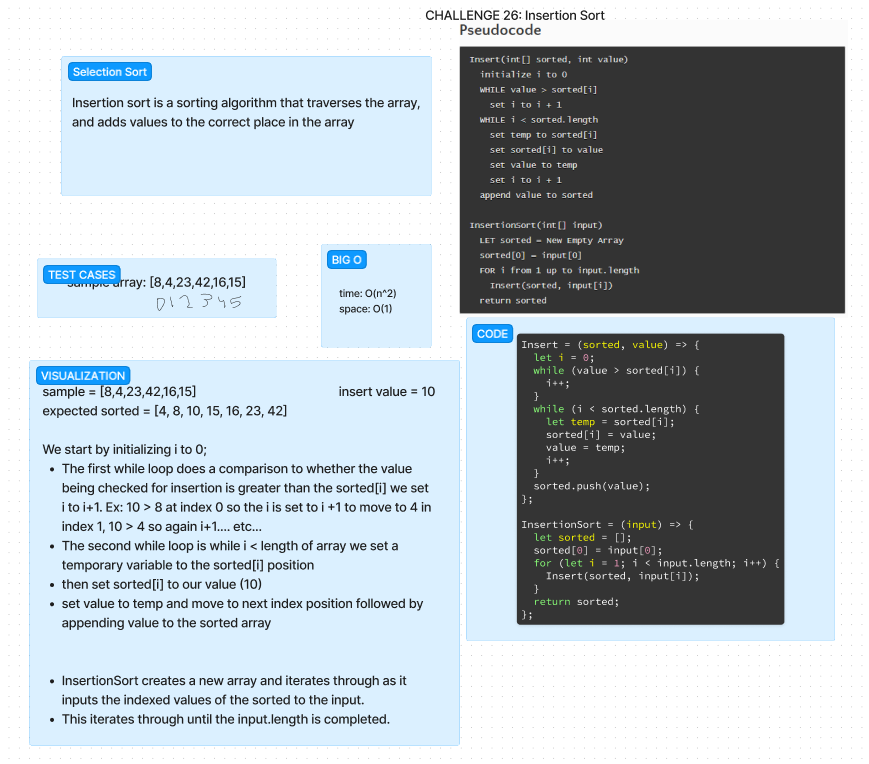 CHALLENGE 26: Insertion Sort
Pseudocode
Selection Sort
Insertion sort is a sorting algorithm that traverses the array,
and adds values to the correct place in the array
Insert(int[] sorted, int value)
initialize i to 0
WHILE value > sorted[i]
set i to i + 1
WHILE i < sorted.length
set temp to sorted[i]
set sorted[i] to value
set value to temp
set i to i + 1
append value to sorted
InsertionSort(int[] input)
LET sorted = New Empty Array
sorted[0] = input[0]
FOR i from 1 up to input.length
Insert(sorted, input[i])
return sorted
TEST CASES
sample array: [8,4,23,42,16,15]
0 1 2 3 4 5
BIG O
time: O(n^2)
space: O(1)
VISUALIZATION
sample = [8,4,23,42,16,15] insert value = 10
expected sorted = [4, 8, 10, 15, 16, 23, 42]
We start by initializing i to 0;
• The first while loop does a comparison to whether the value
being checked for insertion is greater than the sorted[i] we set
i to i+1. Ex: 10 > 8 at index 0 so the i is set to i +1 to move to 4 in
index 1, 10 > 4 so again i+1.... etc...
• The second while loop is while i < length of array we set a
temporary variable to the sorted[i] position
• then set sorted[i] to our value (10)
• set value to temp and move to next index position followed by
appending value to the sorted array
• InsertionSort creates a new array and iterates through as it
inputs the indexed values of the sorted to the input.
• This iterates through until the input.length is completed.
CODE
Insert = (sorted, value) => {
let i = 0;
while (value > sorted[i]) {
i++;
}
while (i < sorted.length) {
let temp = sorted[i];
sorted[i] = value;
value = temp;
i++;
}
sorted.push(value);
};
InsertionSort = (input) => {
let sorted = [];
sorted[0] = input[0];
for (let i = 1; i < input.length; i++) {
Insert(sorted, input[i]);
}
return sorted;
};